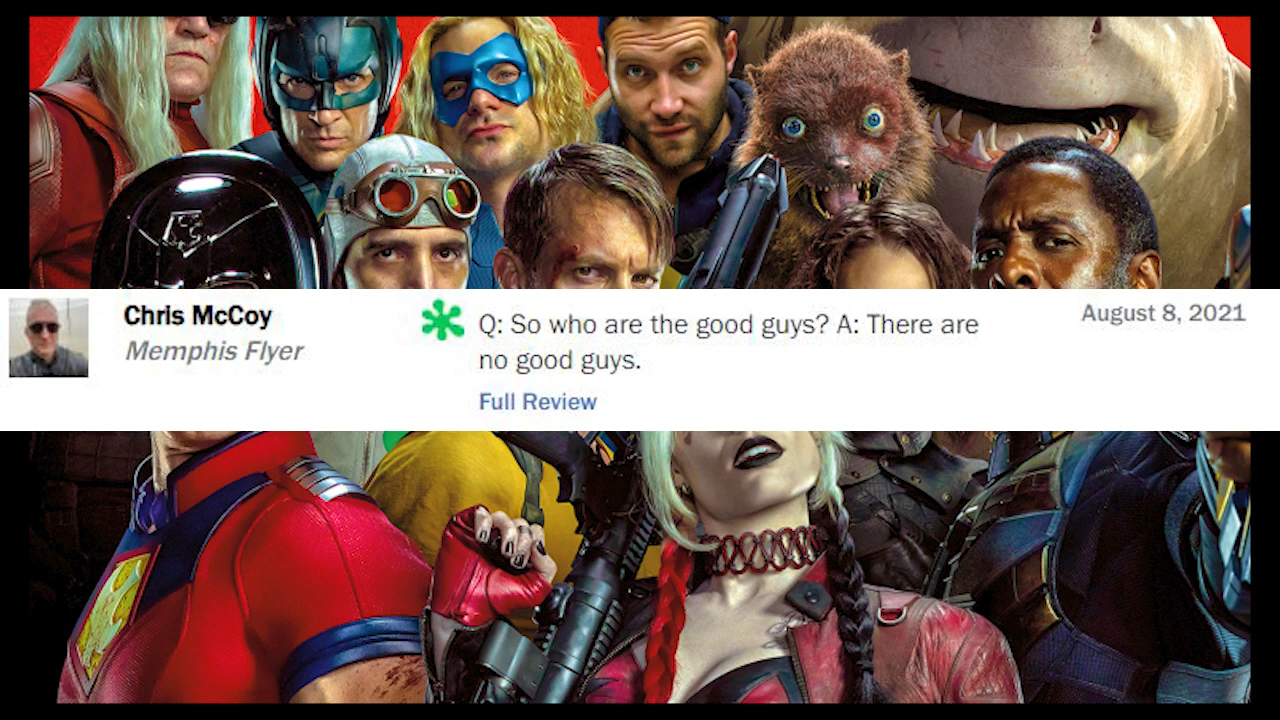 Chris McCoy
Memphis Flyer
Q: So who are the good guys? A: There are
no good guys.
Full Review
August 8, 2021